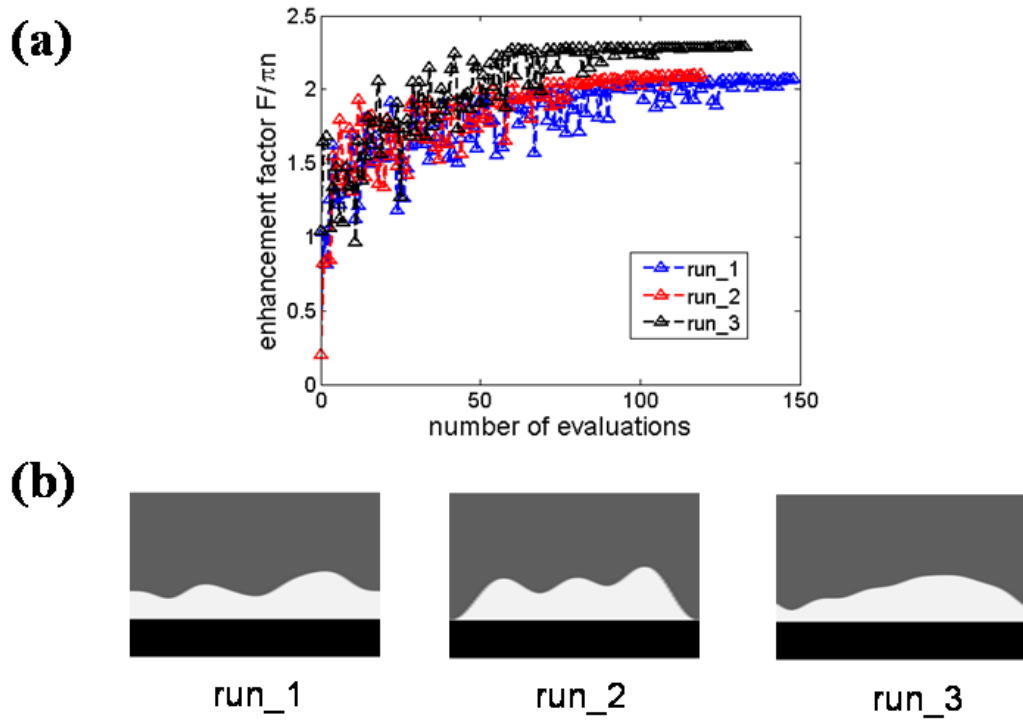 (a)
enhancement factor F/πn
2.5
2
1.5
1
0.5
0
0
50
100
150
number of evaluations
run_1
run_2
run_3
(b)
run_1
run_2
run_3